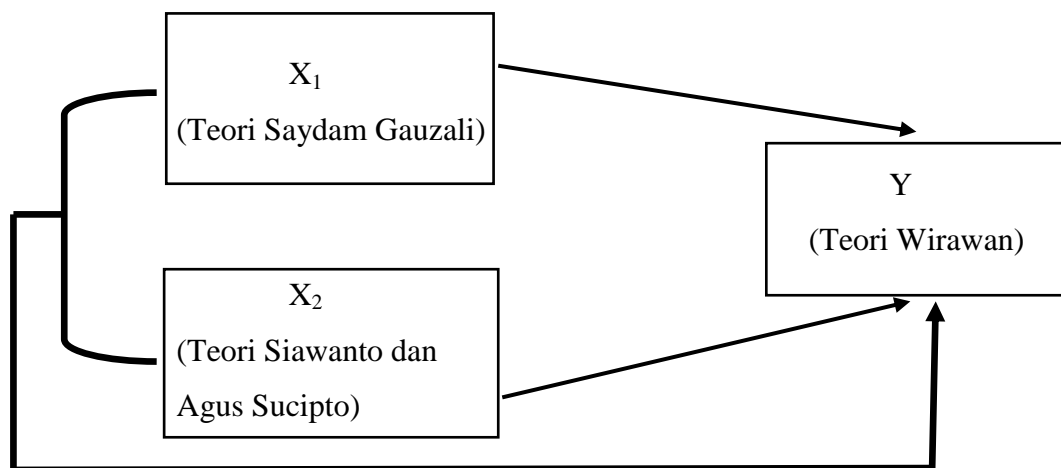 X₁
(Teori Saydam Gauzali)
Y
(Teori Wirawan)
X₂
(Teori Siawanto dan
Agus Sucipto)